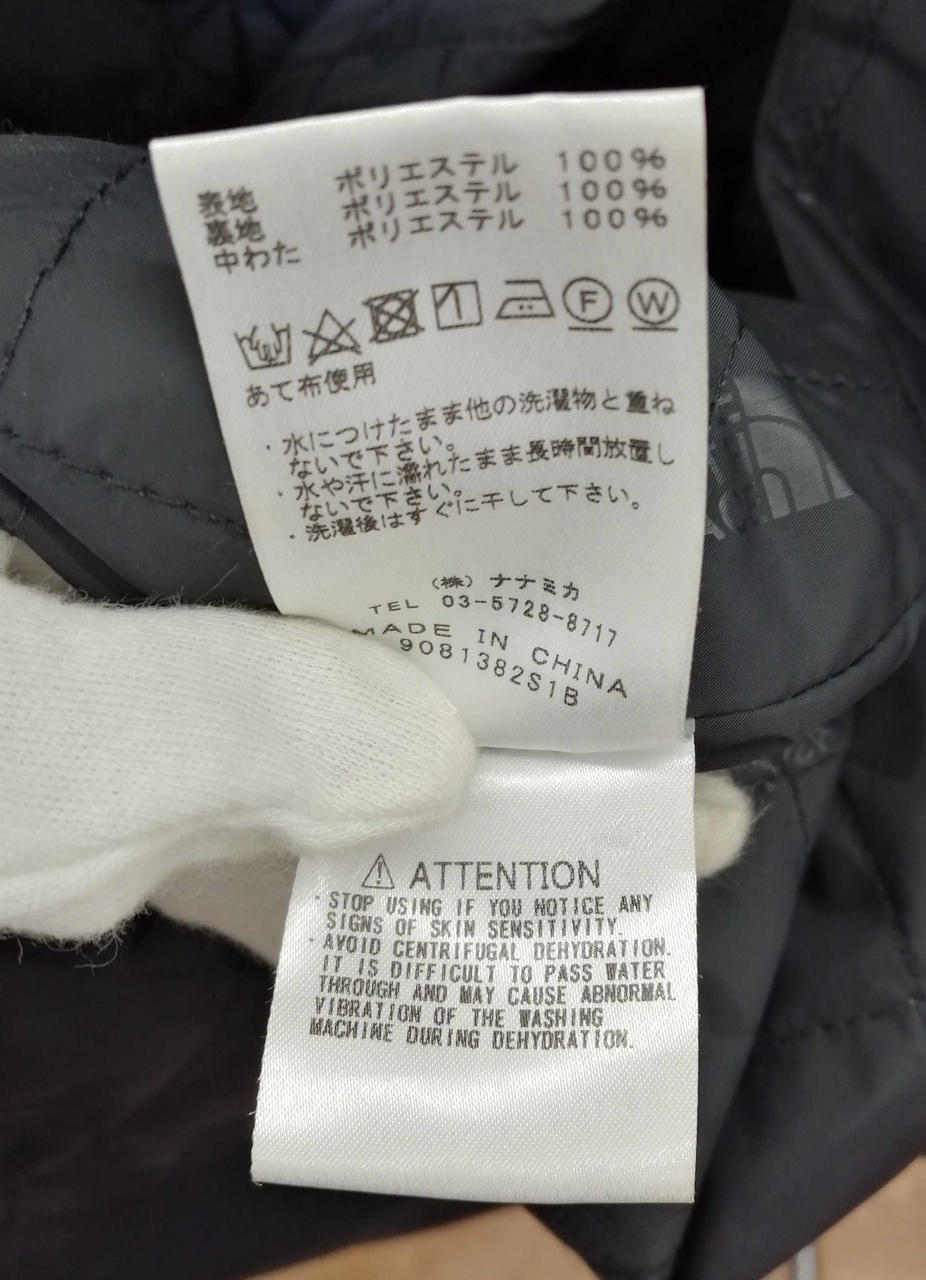 表地 ポリエステル 100%
裏地 ポリエステル 100%
中わた ポリエステル 100%
F W
あて布使用
・水につけたまま他の洗濯物と重ね
ないで下さい。
・水や汗に濡れたまま長時間放置し
ないで下さい。
・洗濯後はすぐに干して下さい。
(株) ナナミカ
TEL 03-5728-8717
MADE IN CHINA
9081382S1B
ATTENTION
・STOP USING IF YOU NOTICE ANY
SIGNS OF SKIN SENSITIVITY.
・AVOID CENTRIFUGAL DEHYDRATION.
IT IS DIFFICULT TO PASS WATER
THROUGH AND MAY CAUSE ABNORMAL
VIBRATION OF THE WASHING
MACHINE DURING DEHYDRATION.